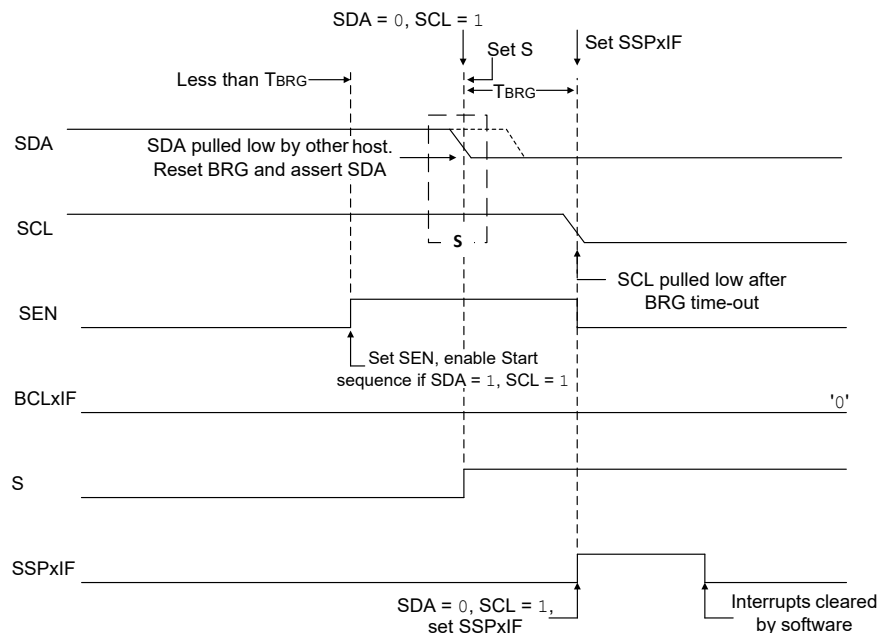 SDA = 0, SCL = 1
Set S
Set SSPxIF
Less than TBRG
TBRG
SDA
SDA pulled low by other host.
Reset BRG and assert SDA
SCL
S
SCL pulled low after
BRG time-out
SEN
Set SEN, enable Start
sequence if SDA = 1, SCL = 1
BCLxIF
'0'
S
SSPxIF
SDA = 0, SCL = 1,
set SSPxIF
Interrupts cleared
by software